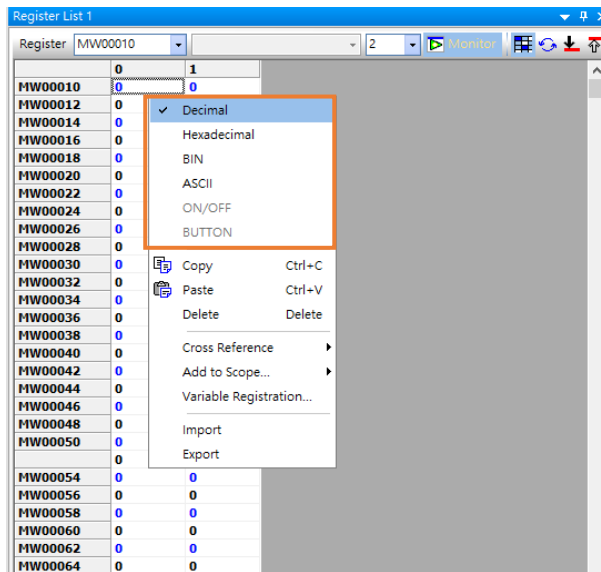 Register List 1
Register MW00010 2 Monitor
0 1
MW00010 0 0
MW00012 0
MW00014 0
MW00016 0
MW00018 0
MW00020 0
MW00022 0
MW00024 0
MW00026 0
MW00028 0
MW00030 0
MW00032 0
MW00034 0
MW00036 0
MW00038 0
MW00040 0
MW00042 0
MW00044 0
MW00046 0
MW00048 0
MW00050 0
0
MW00054 0 0
MW00056 0 0
MW00058 0 0
MW00060 0 0
MW00062 0 0
MW00064 0 0
Decimal
Hexadecimal
BIN
ASCII
ON/OFF
BUTTON
Copy Ctrl+C
Paste Ctrl+V
Delete Delete
Cross Reference
Add to Scope...
Variable Registration...
Import
Export